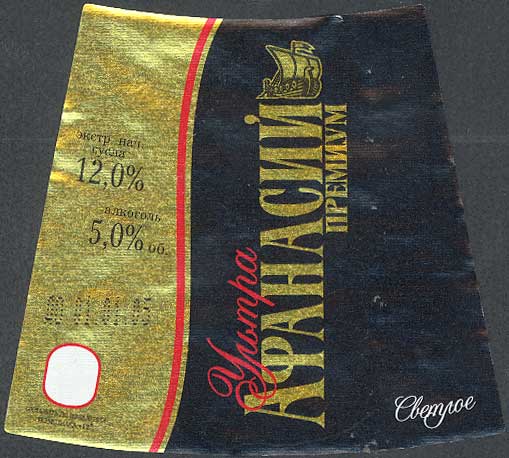 экстр. нач.
сусла
12,0%
алкоголь
5,0% об.
Ультра
АФАНАСИЙ
ПРЕМИУМ
Светлое